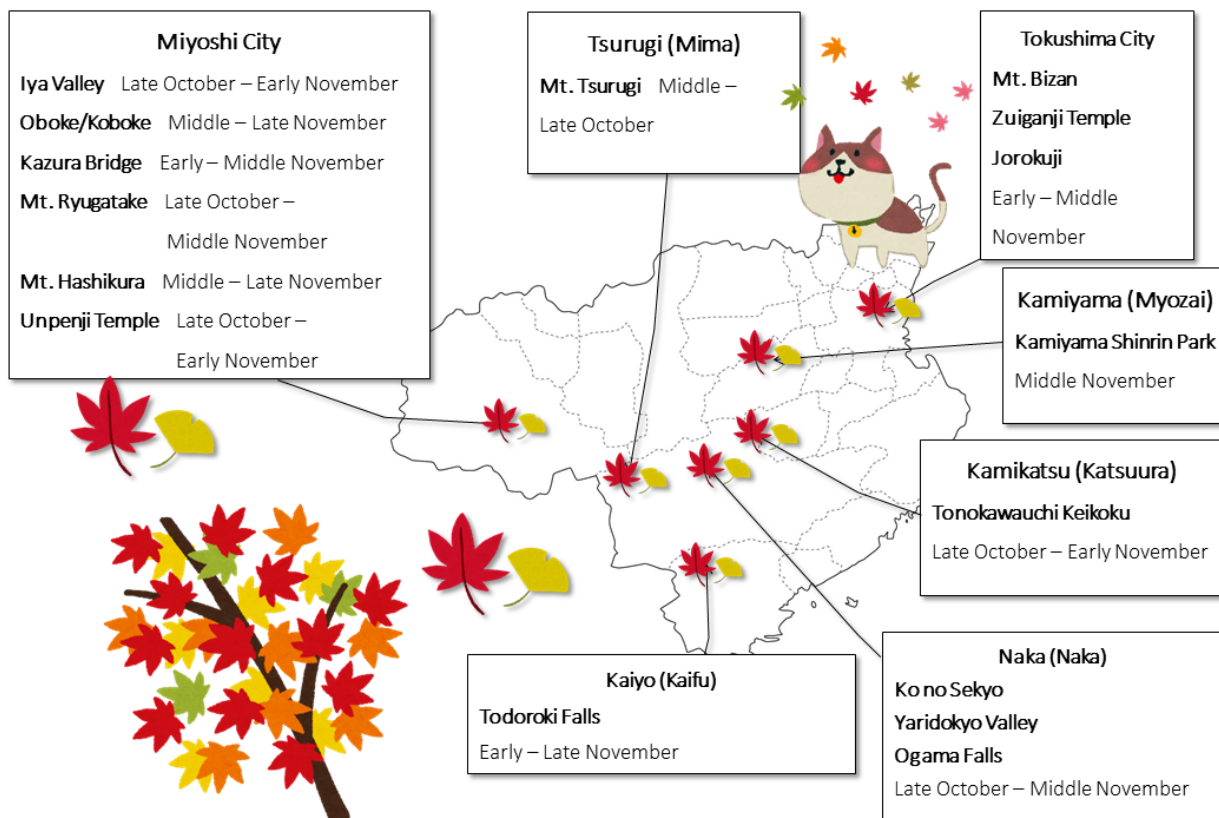 Miyoshi City
Iya Valley Late October – Early November
Oboke/Koboke Middle – Late November
Kazura Bridge Early – Middle November
Mt. Ryugatake Late October –
Middle November
Mt. Hashikura Middle – Late November
Unpenji Temple Late October –
Early November
Tsurugi (Mima)
Mt. Tsurugi Middle –
Late October
Tokushima City
Mt. Bizan
Zuiganji Temple
Jorokuji
Early – Middle
November
Kamiyama (Myozai)
Kamiyama Shinrin Park
Middle November
Kamikatsu (Katsuura)
Tonokawauchi Keikoku
Late October – Early November
Kaiyo (Kaifu)
Todoroki Falls
Early – Late November
Naka (Naka)
Ko no Sekyo
Yaridokyo Valley
Ogama Falls
Late October – Middle November